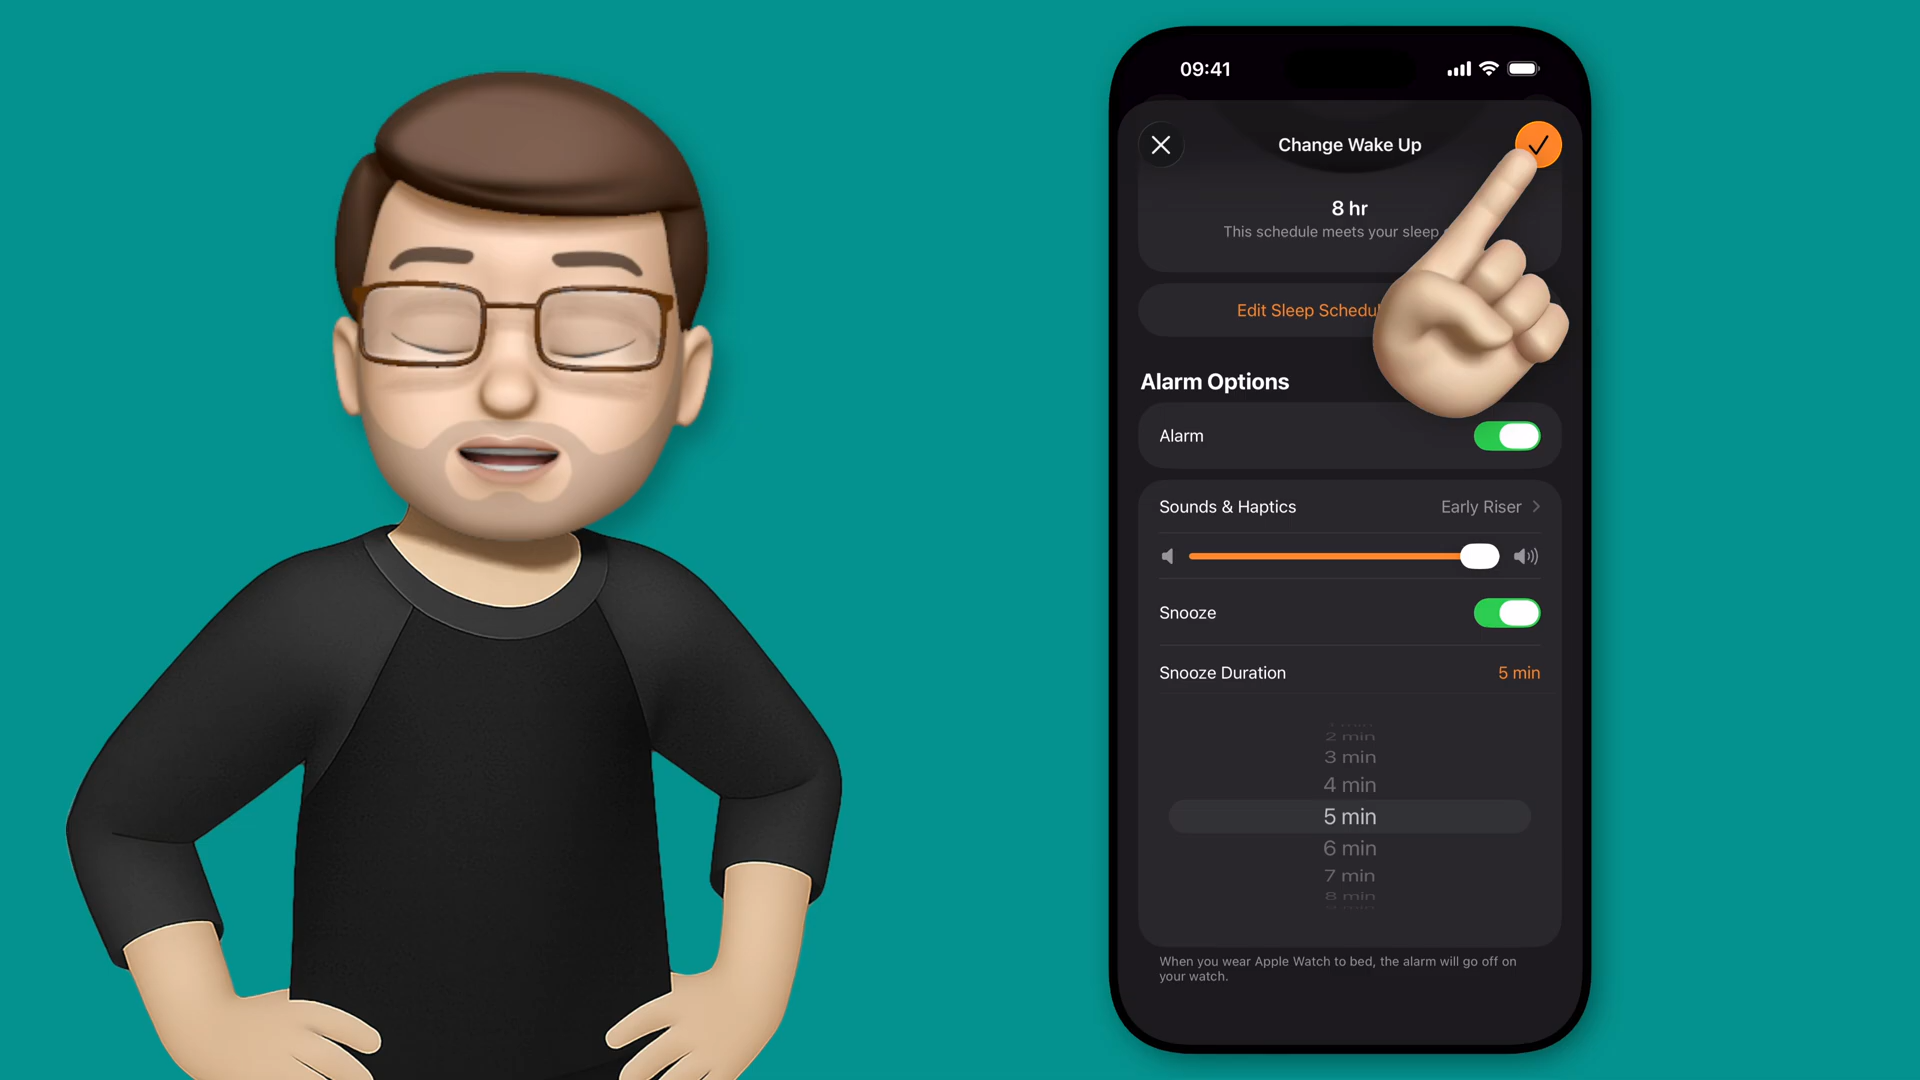 09:41
Change Wake Up
8 hr
This schedule meets your sleep
Edit Sleep Schedu
Alarm Options
Alarm
Sounds & Haptics Early Riser
Snooze
Snooze Duration 5 min
2 min
3 min
4 min
5 min
6 min
7 min
8 min
When you wear Apple Watch to bed, the alarm will go off on
your watch.